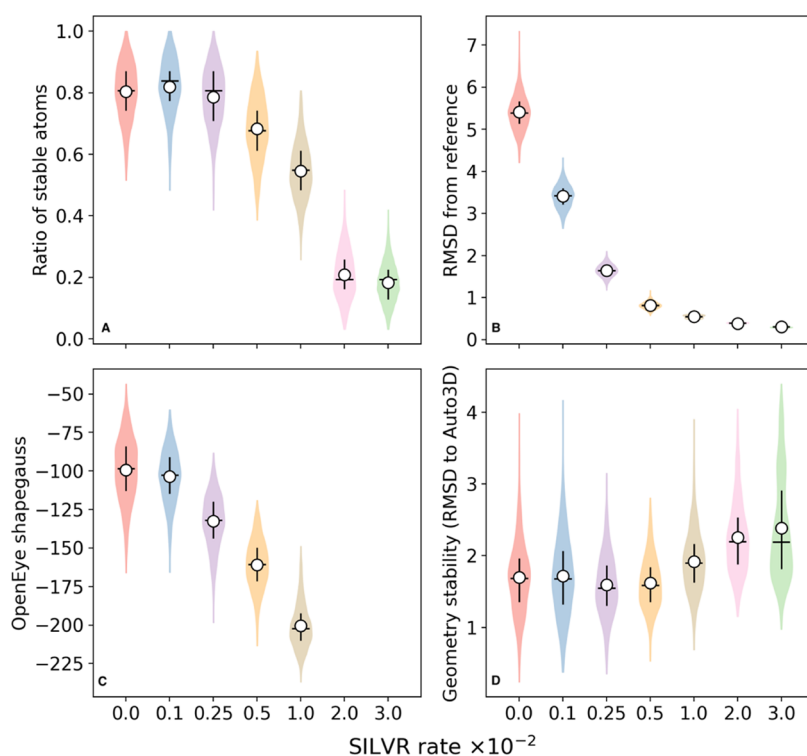 Ratio of stable atoms
1.0
0.8
0.6
0.4
0.2
0.0
A
RMSD from reference
7
6
5
4
3
2
1
0
B
OpenEye shapegauss
−50
−75
−100
−125
−150
−175
−200
−225
C
0.0 0.1 0.25 0.5 1.0 2.0 3.0
Geometry stability (RMSD to Auto3D)
4
3
2
1
D
0.0 0.1 0.25 0.5 1.0 2.0 3.0
SILVR rate ×10⁻²